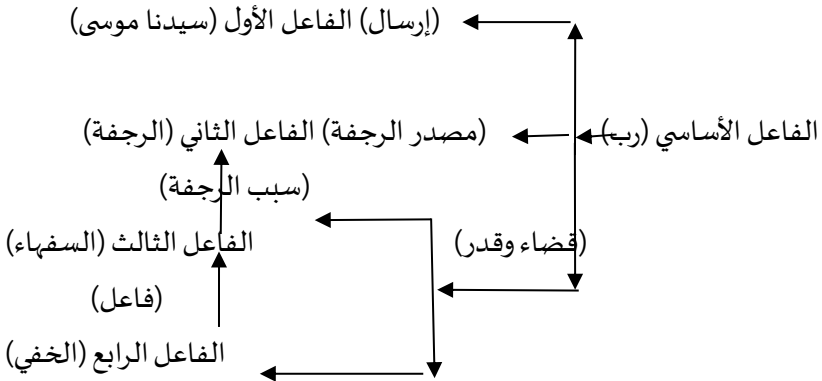 (إرسال) الفاعل الأول (سيدنا موسى)
الفاعل الأساسي (رب) (مصدر الرجفة) الفاعل الثاني (الرجفة)
(سبب الرجفة)
(قضاء وقدر) الفاعل الثالث (السفهاء)
(فاعل)
الفاعل الرابع (الخفي)